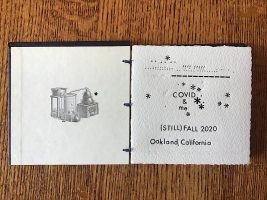 COVID
&
me
(STILL) FALL 2020
Oakland, California